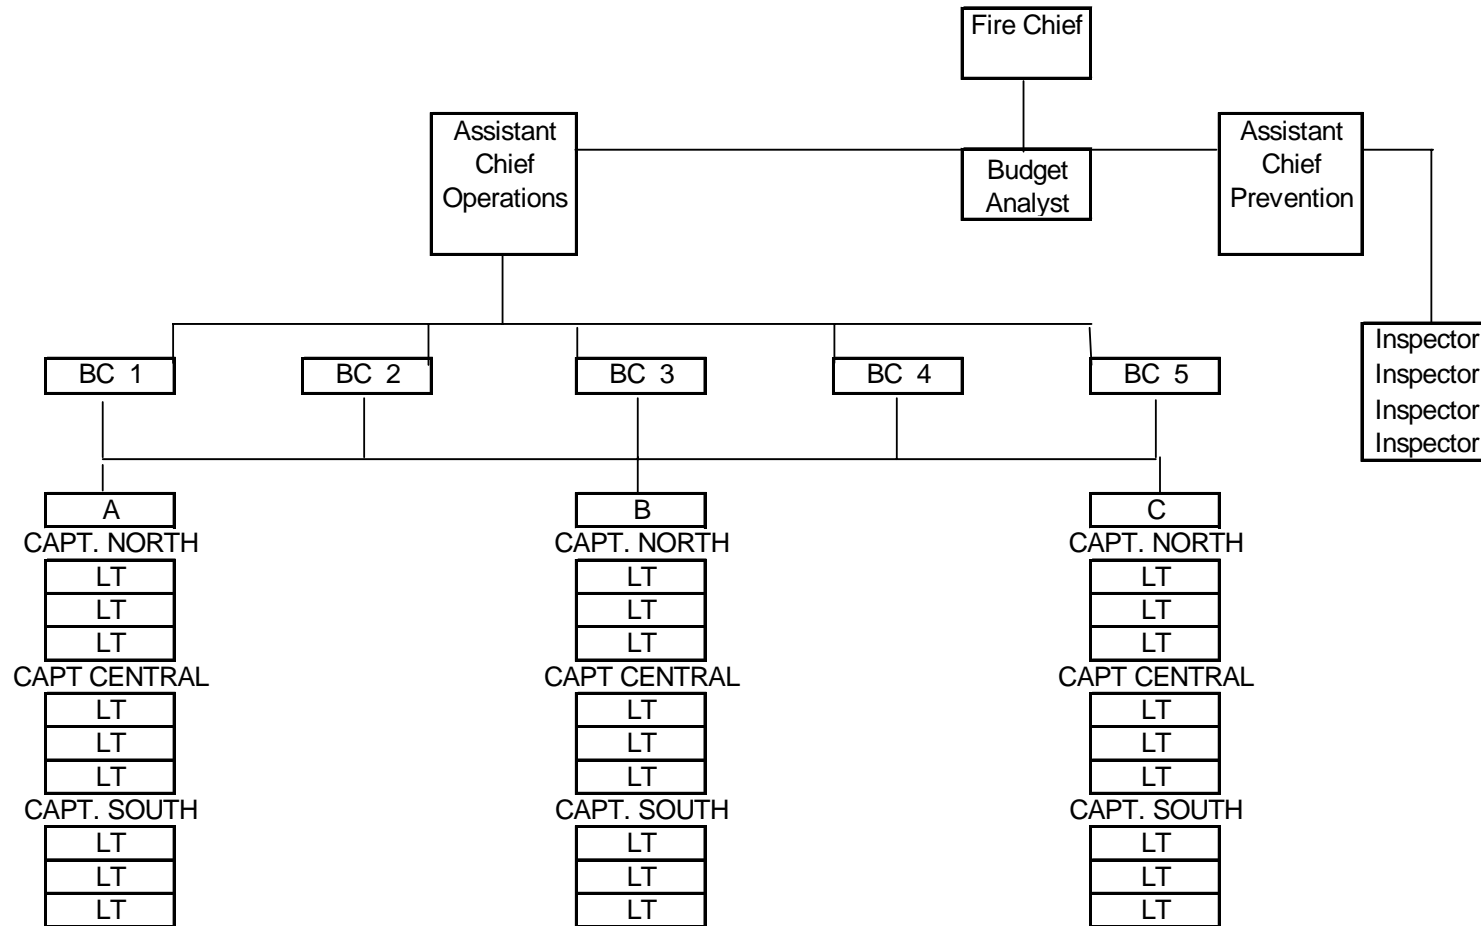 Fire Chief
Assistant
Chief
Operations
Budget
Analyst
Assistant
Chief
Prevention
BC 1
BC 2
BC 3
BC 4
BC 5
Inspector
Inspector
Inspector
Inspector
A
CAPT. NORTH
LT
LT
LT
CAPT CENTRAL
LT
LT
LT
CAPT. SOUTH
LT
LT
LT
B
CAPT. NORTH
LT
LT
LT
CAPT CENTRAL
LT
LT
LT
CAPT. SOUTH
LT
LT
LT
C
CAPT. NORTH
LT
LT
LT
CAPT CENTRAL
LT
LT
LT
CAPT. SOUTH
LT
LT
LT